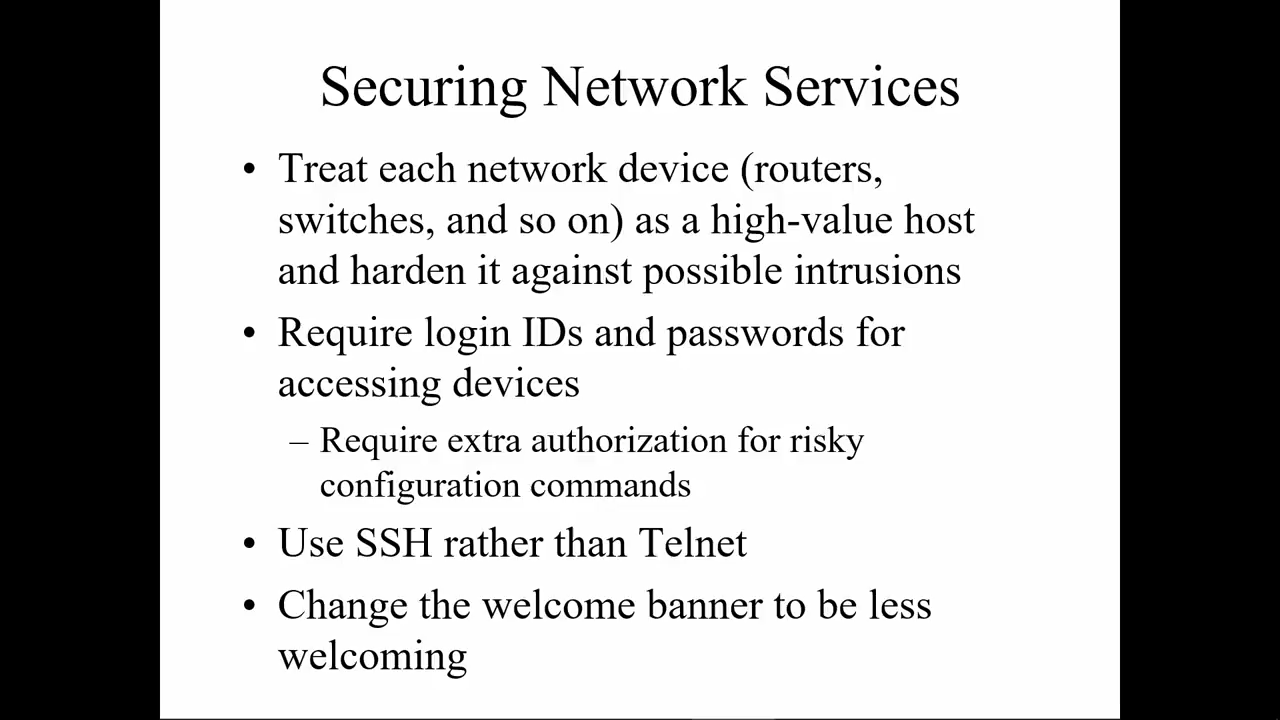 Securing Network Services
• Treat each network device (routers,
switches, and so on) as a high-value host
and harden it against possible intrusions
• Require login IDs and passwords for
accessing devices
– Require extra authorization for risky
configuration commands
• Use SSH rather than Telnet
• Change the welcome banner to be less
welcoming